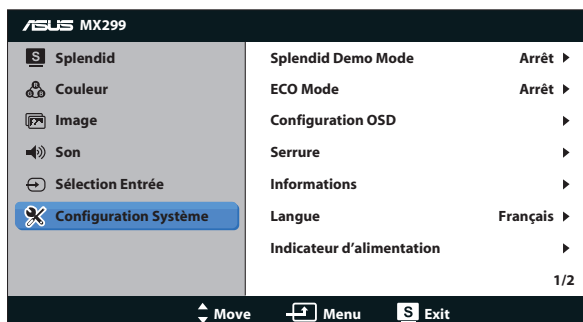 ASUS MX299
S Splendid
Couleur
Image
Son
Sélection Entrée
Configuration Système
Splendid Demo Mode Arrêt
ECO Mode Arrêt
Configuration OSD
Serrure
Informations
Langue Français
Indicateur d'alimentation
1/2
Move Menu S Exit